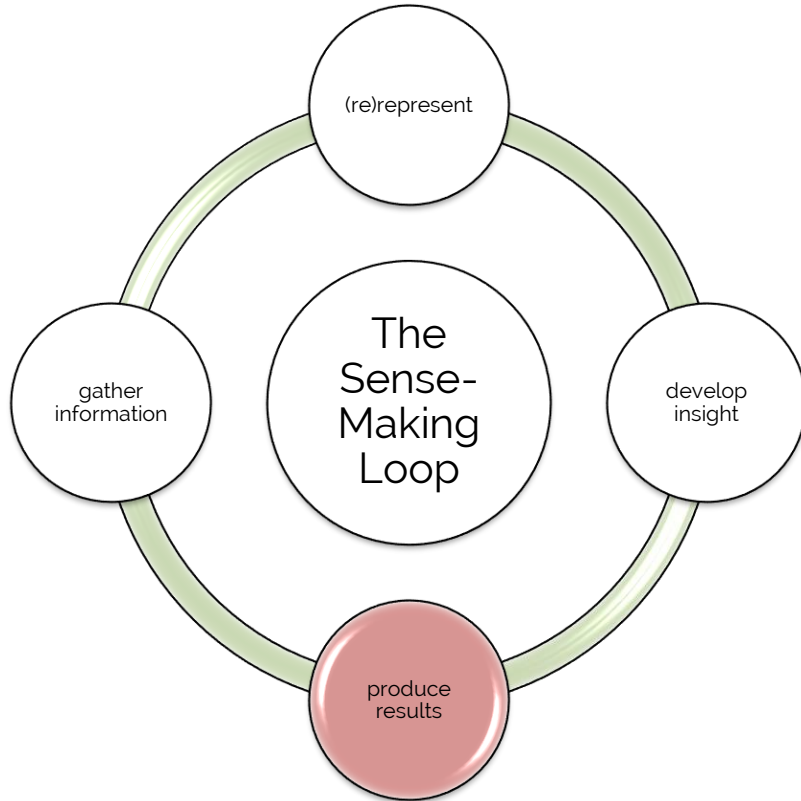 (re)represent
The
Sense-
Making
Loop
gather
information
develop
insight
produce
results